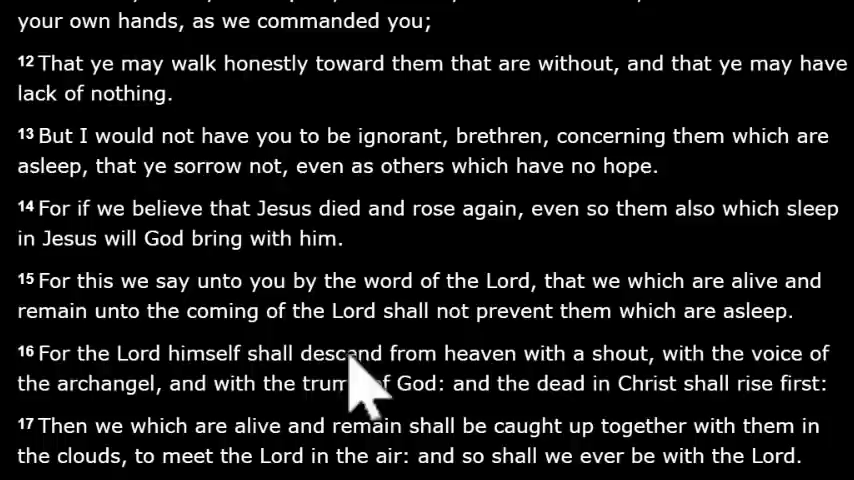 your own hands, as we commanded you;
12 That ye may walk honestly toward them that are without, and that ye may have
lack of nothing.
13 But I would not have you to be ignorant, brethren, concerning them which are
asleep, that ye sorrow not, even as others which have no hope.
14 For if we believe that Jesus died and rose again, even so them also which sleep
in Jesus will God bring with him.
15 For this we say unto you by the word of the Lord, that we which are alive and
remain unto the coming of the Lord shall not prevent them which are asleep.
16 For the Lord himself shall descend from heaven with a shout, with the voice of
the archangel, and with the trump of God: and the dead in Christ shall rise first:
17 Then we which are alive and remain shall be caught up together with them in
the clouds, to meet the Lord in the air: and so shall we ever be with the Lord.